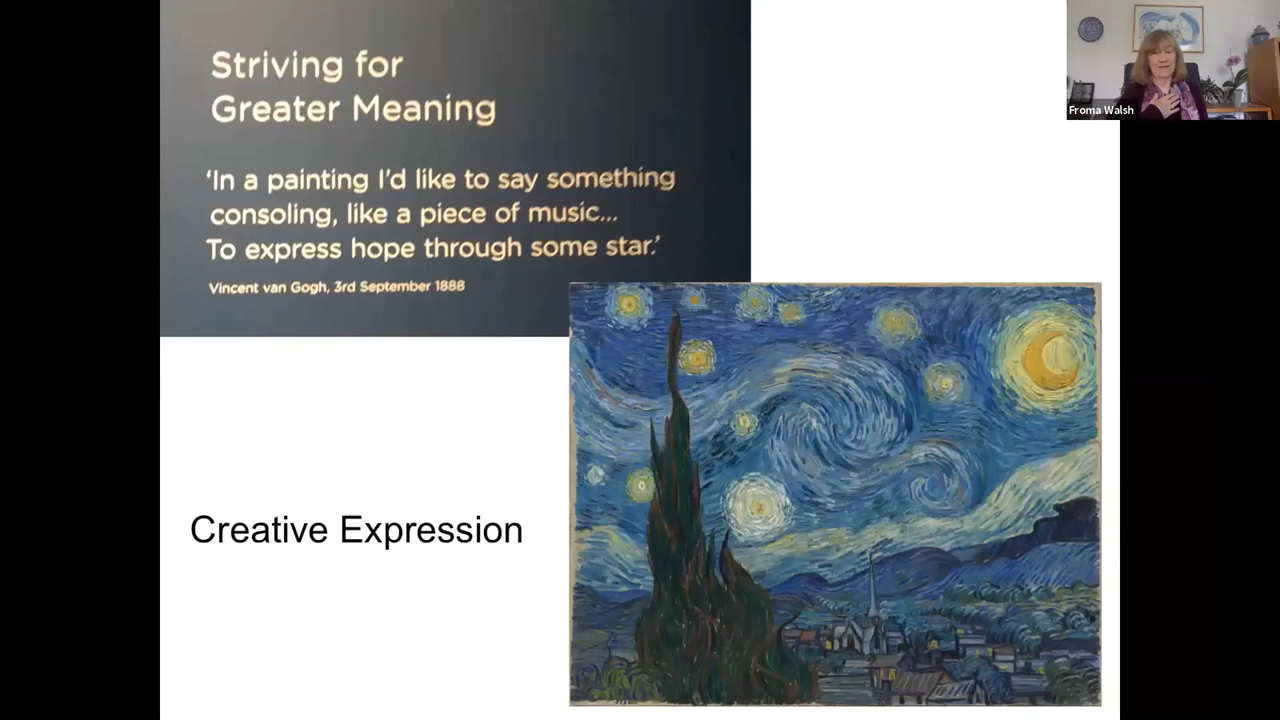 Striving for
Greater Meaning
‘In a painting I’d like to say something
consoling, like a piece of music...
To express hope through some star.’
Vincent van Gogh, 3rd September 1888
Creative Expression
Froma Walsh